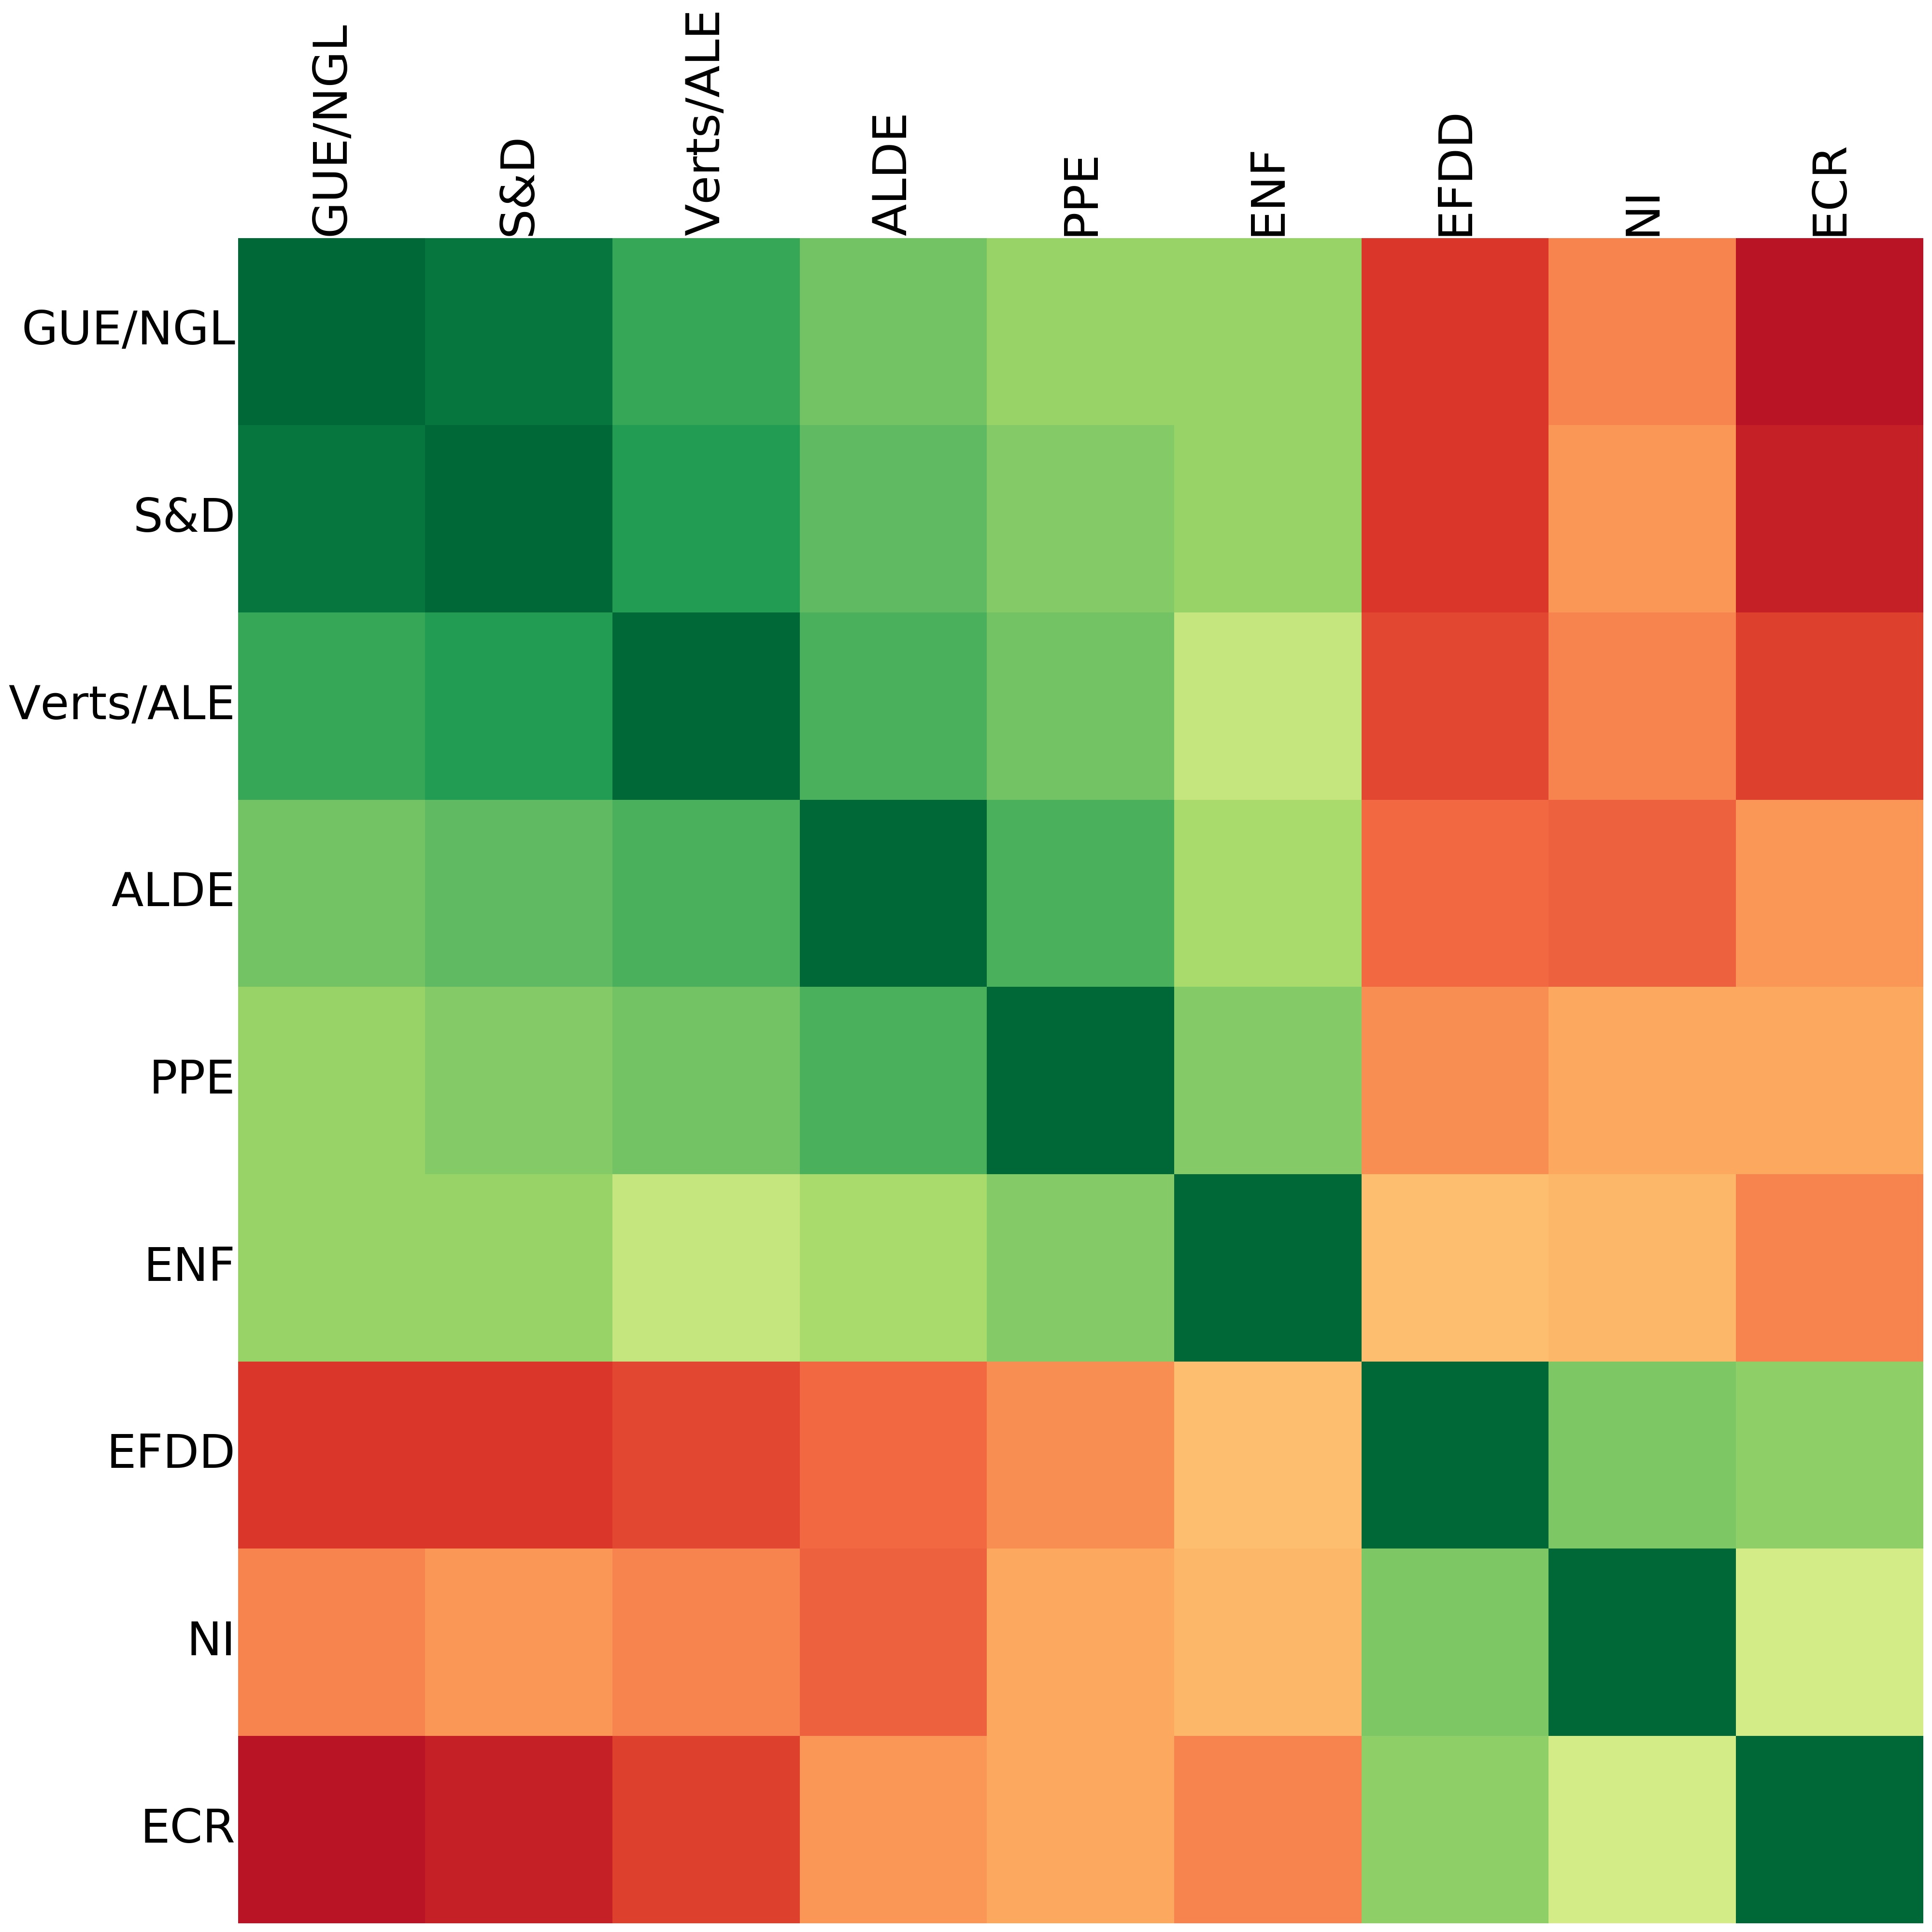 GUE/NGL
S&D
Verts/ALE
ALDE
PPE
ENF
EFDD
NI
ECR
GUE/NGL
S&D
Verts/ALE
ALDE
PPE
ENF
EFDD
NI
ECR